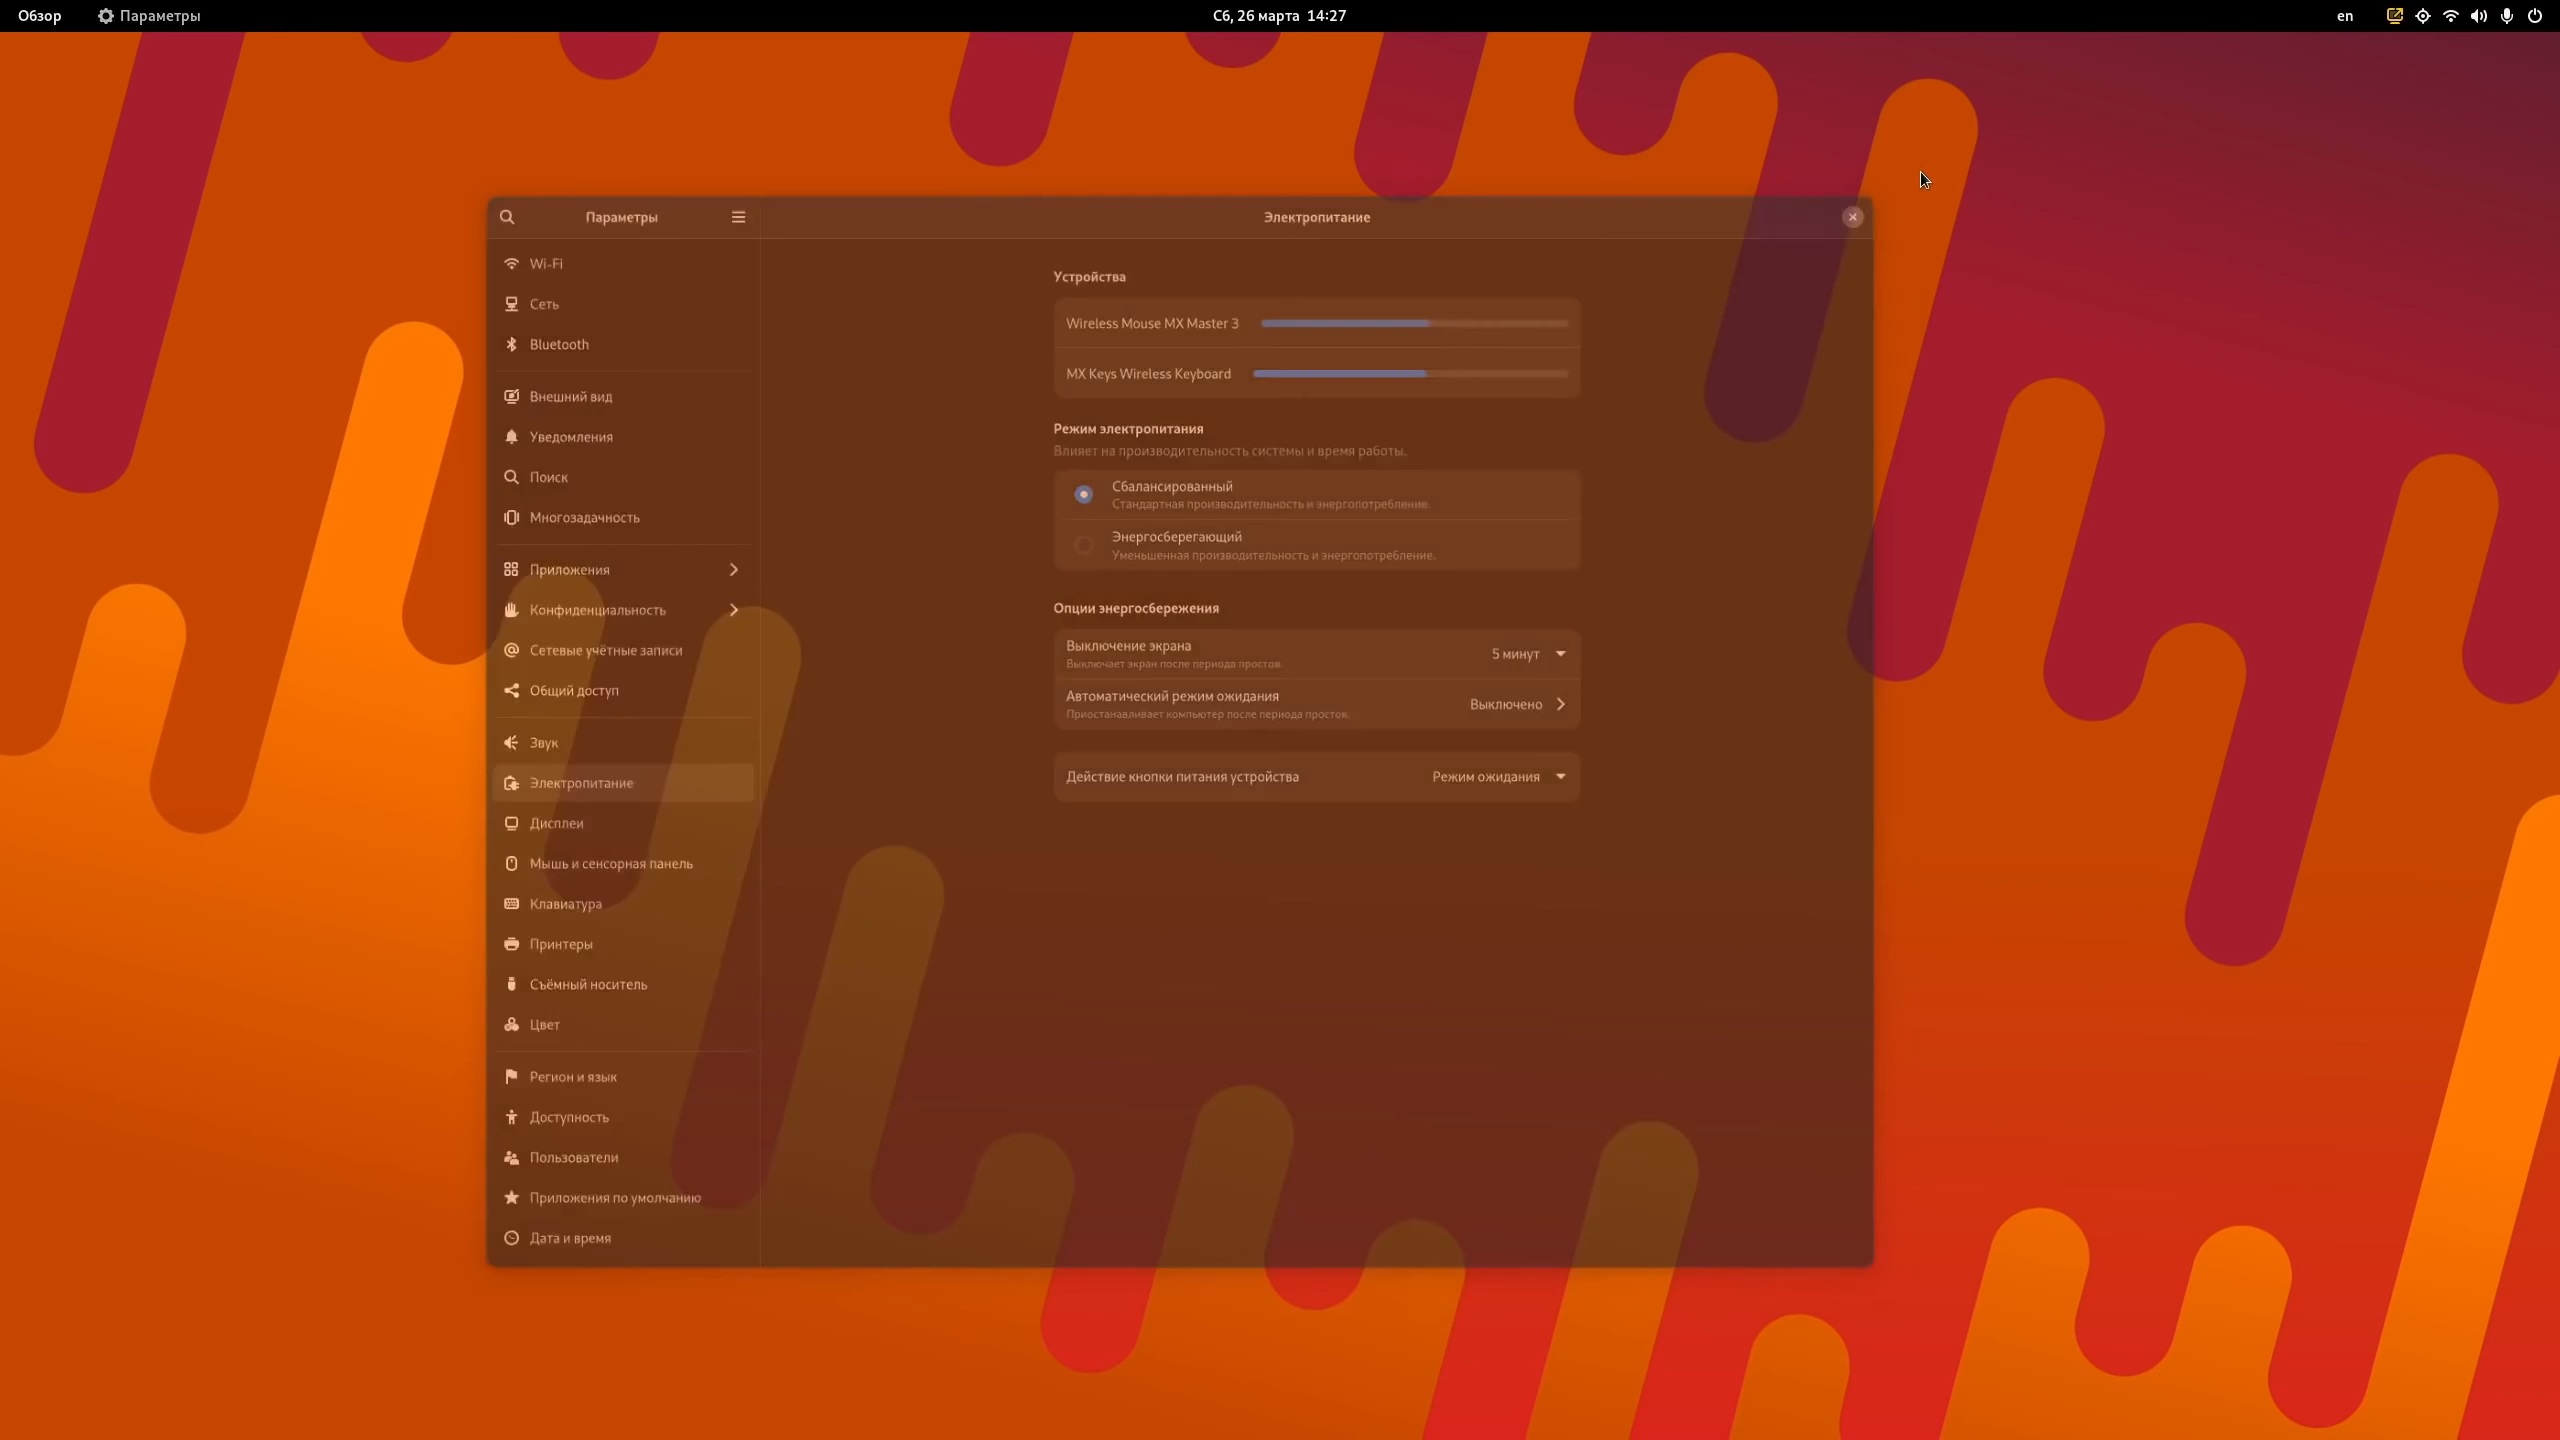 Обзор
Параметры
Сб, 26 марта 14:27
en
Параметры
Электропитание
Wi-Fi
Сеть
Bluetooth
Внешний вид
Уведомления
Поиск
Многозадачность
Приложения
Конфиденциальность
Сетевые учётные записи
Общий доступ
Звук
Электропитание
Дисплеи
Мышь и сенсорная панель
Клавиатура
Принтеры
Съёмный носитель
Цвет
Регион и язык
Доступность
Пользователи
Приложения по умолчанию
Дата и время
Устройства
Wireless Mouse MX Master 3
MX Keys Wireless Keyboard
Режим электропитания
Влияет на производительность системы и время работы.
Сбалансированный
Стандартная производительность и энергопотребление.
Энергосберегающий
Уменьшенная производительность и энергопотребление.
Опции энергосбережения
Выключение экрана
Выключает экран после периода простоя.
5 минут
Автоматический режим ожидания
Приостанавливает компьютер после периода простоя.
Выключено
Действие кнопки питания устройства
Режим ожидания